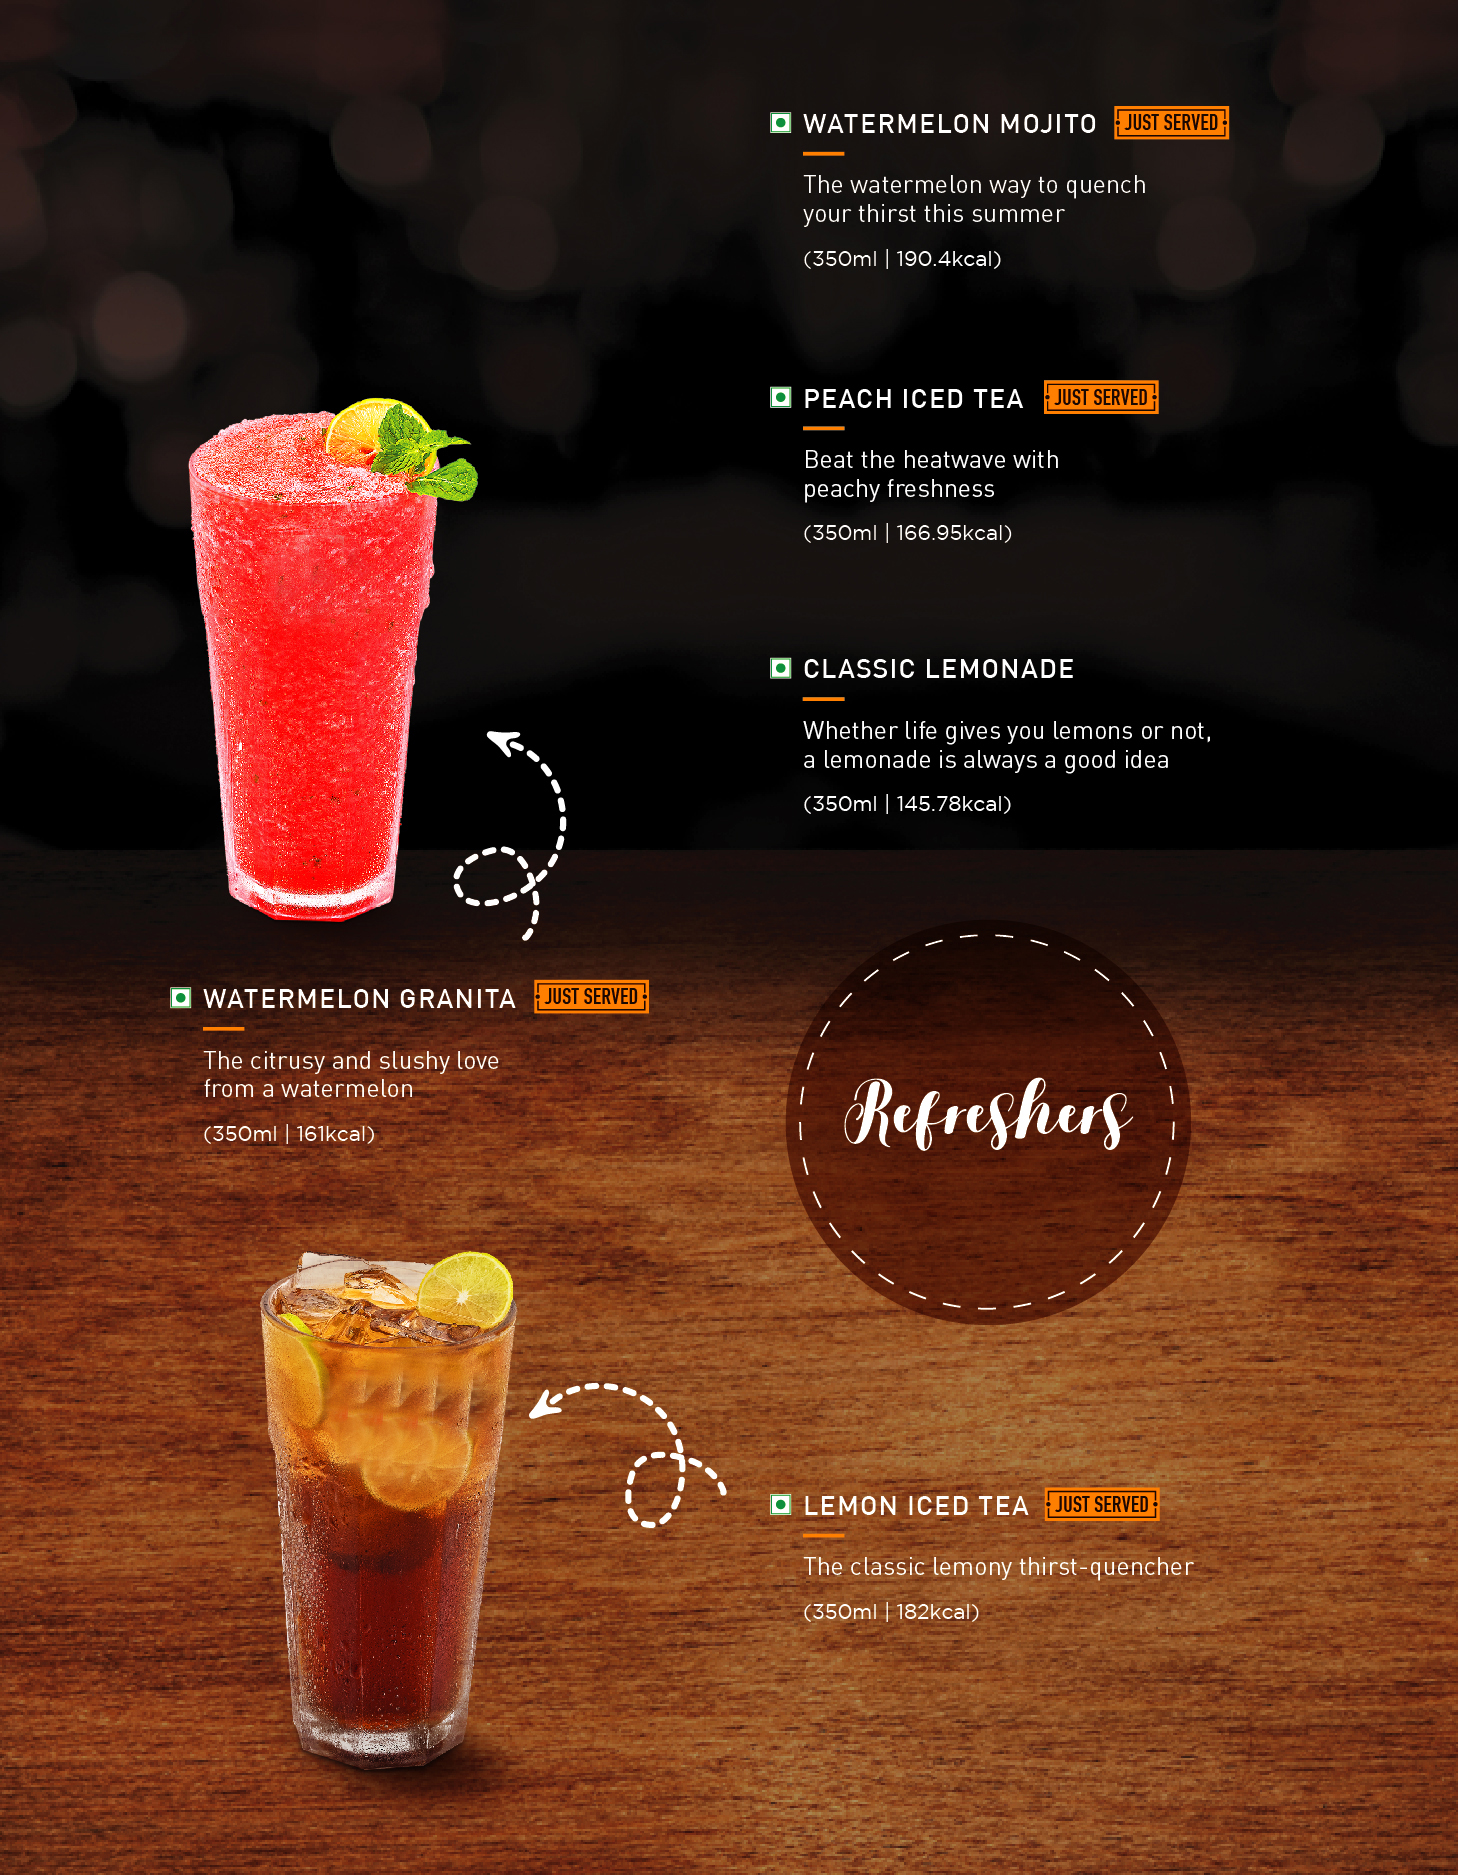 WATERMELON MOJITO JUST SERVED
The watermelon way to quench
your thirst this summer
(350ml | 190.4kcal)
PEACH ICED TEA JUST SERVED
Beat the heatwave with
peachy freshness
(350ml | 166.95kcal)
CLASSIC LEMONADE
Whether life gives you lemons or not,
a lemonade is always a good idea
(350ml | 145.78kcal)
WATERMELON GRANITA JUST SERVED
The citrusy and slushy love
from a watermelon
(350ml | 161kcal)
Refreshers
LEMON ICED TEA JUST SERVED
The classic lemony thirst-quencher
(350ml | 182kcal)